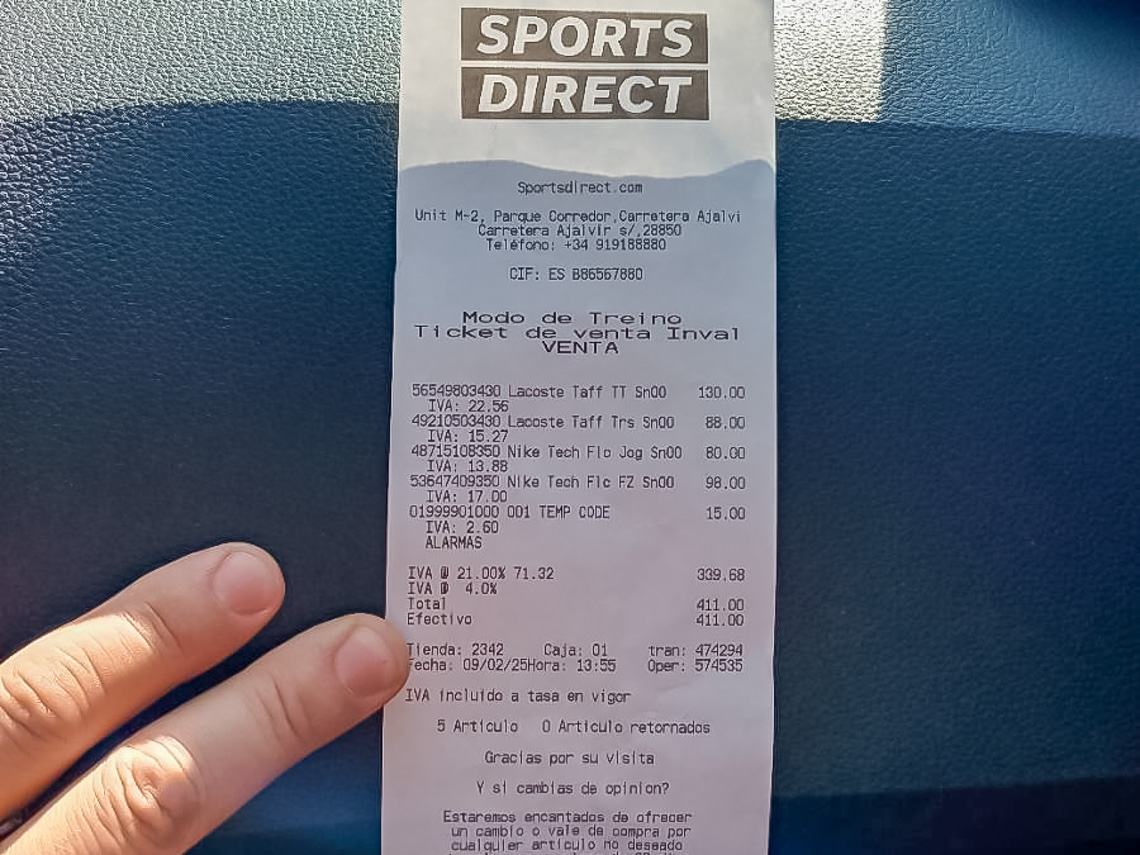 SPORTS
DIRECT
Sportsdirect.com
Unit M-2, Parque Corredor,Carretera Ajalvi
Carretera Ajalvir s/,28850
Teléfono: +34 919188880
CIF: ES B86567880
Modo de Treino
Ticket de venta Inval
VENTA
56549803430 Lacoste Taff TT Sn00 130.00
IVA: 22.56
49210503430 Lacoste Taff Trs Sn00 88.00
IVA: 15.27
48715108350 Nike Tech Flc Jog Sn00 80.00
IVA: 13.88
53647409350 Nike Tech Flc FZ Sn00 98.00
IVA: 17.00
01999901000 001 TEMP CODE 15.00
IVA: 2.60
ALARMAS
IVA @ 21.00% 71.32 339.68
IVA @ 4.0%
Total 411.00
Efectivo 411.00
Tienda: 2342 Caja: 01 tran: 474294
Fecha: 09/02/25Hora: 13:55 Oper: 574535
IVA incluido a tasa en vigor
5 Artículo 0 Artículo retornados
Gracias por su visita
Y si cambias de opinion?
Estaremos encantados de ofrecer
un cambio o vale de compra por
cualquier artículo no deseado